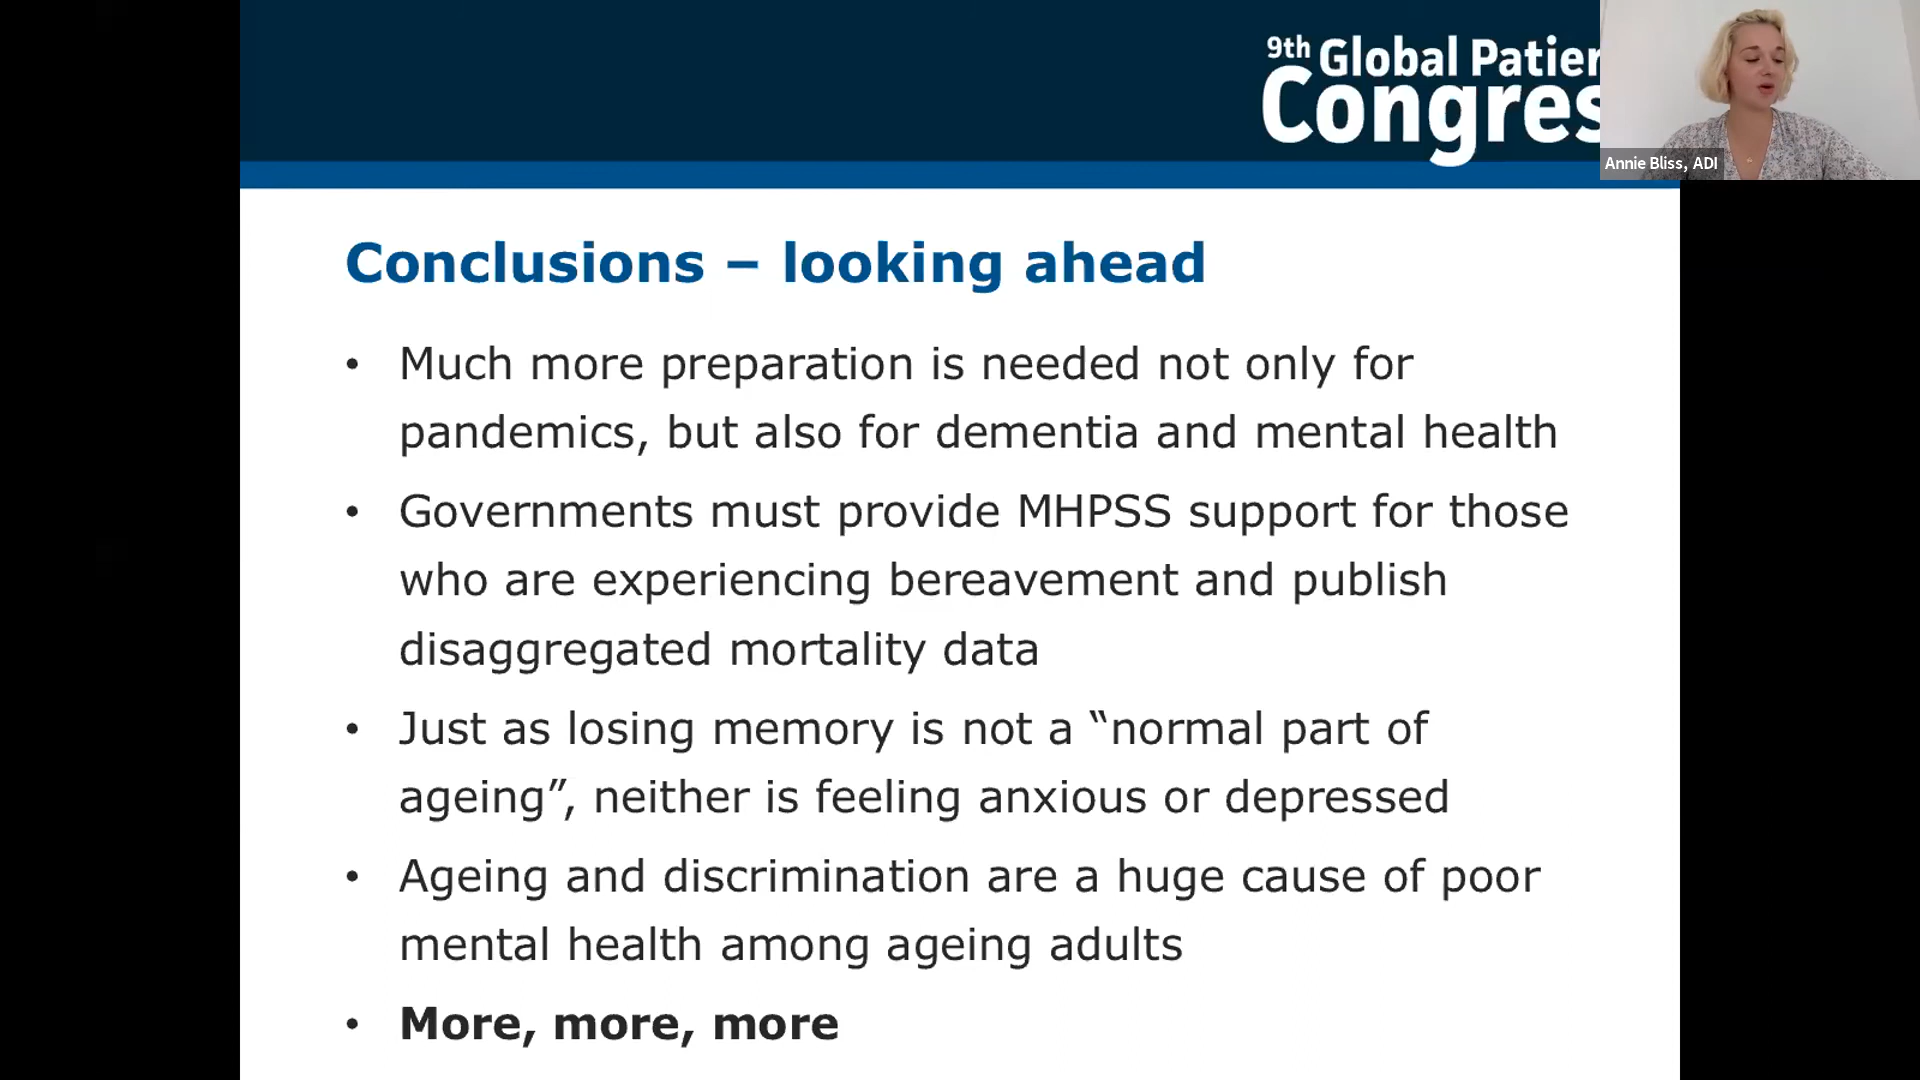 9th Global Patien
Congres
Annie Bliss, ADI
Conclusions – looking ahead
• Much more preparation is needed not only for
pandemics, but also for dementia and mental health
• Governments must provide MHPSS support for those
who are experiencing bereavement and publish
disaggregated mortality data
• Just as losing memory is not a “normal part of
ageing”, neither is feeling anxious or depressed
• Ageing and discrimination are a huge cause of poor
mental health among ageing adults
• More, more, more